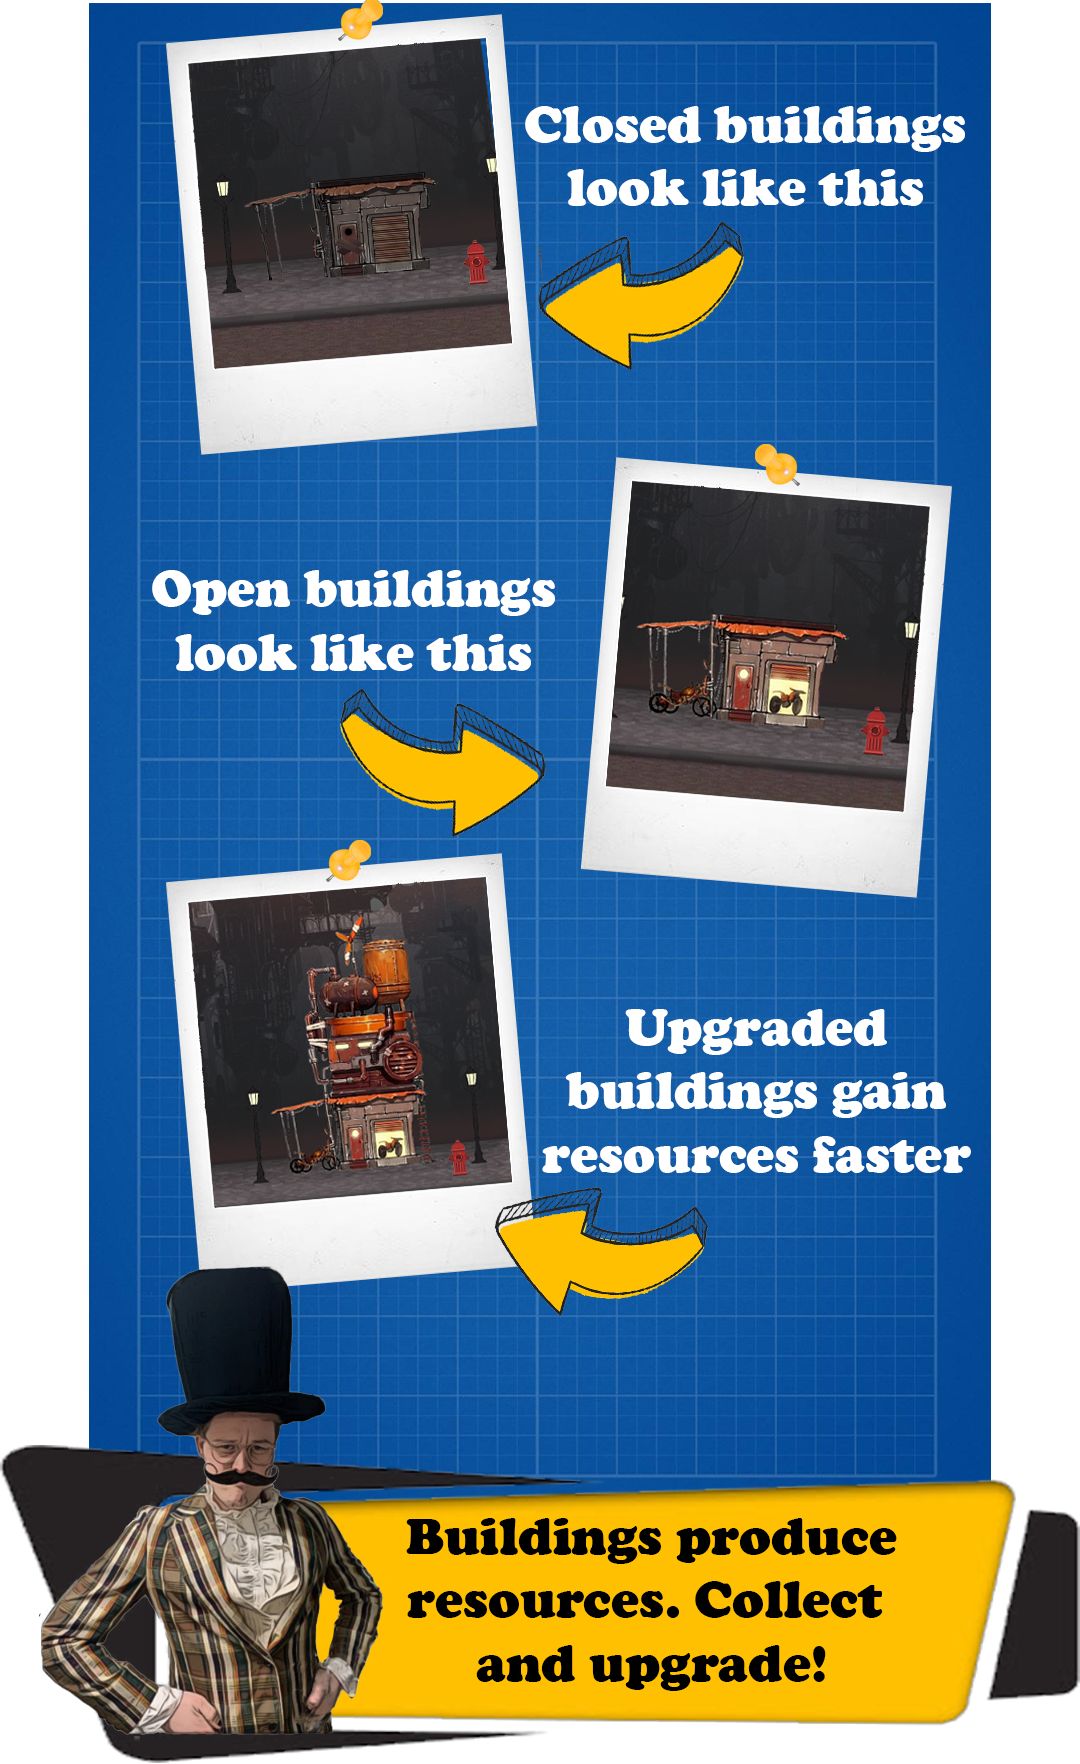 Closed buildings
look like this
Open buildings
look like this
Upgraded
buildings gain
resources faster
Buildings produce
resources. Collect
and upgrade!